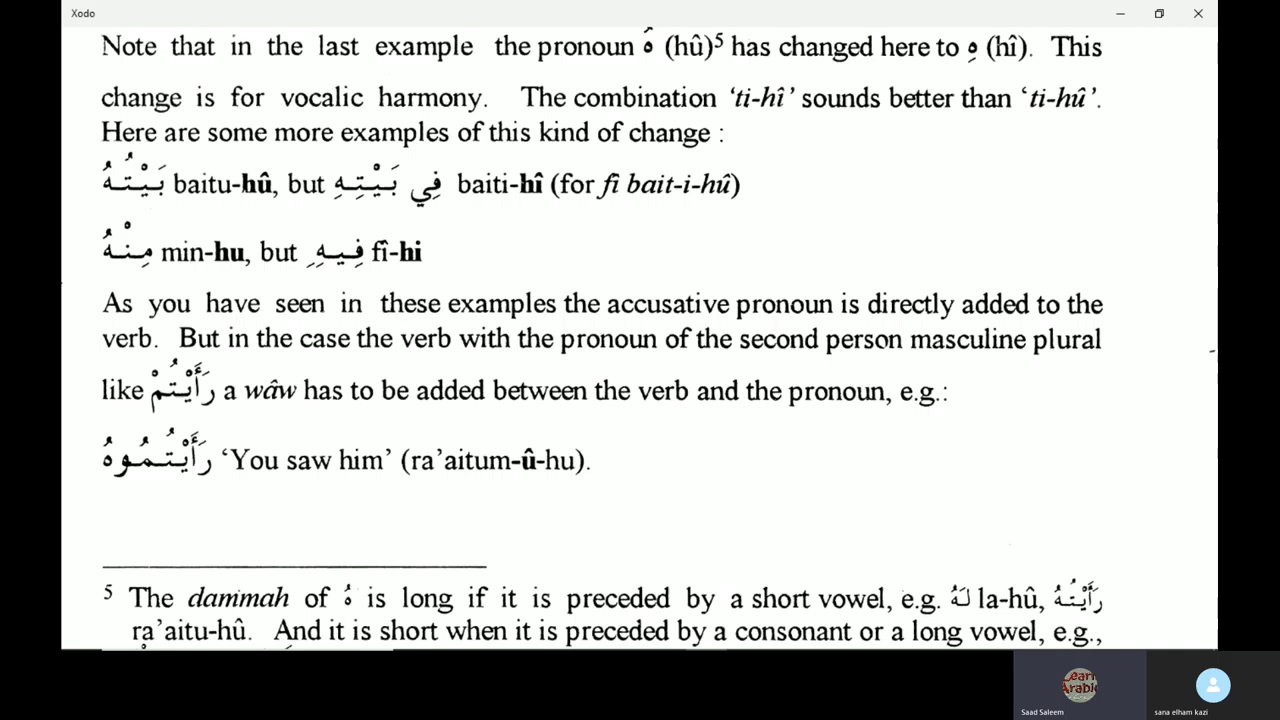 Xodo
Note that in the last example the pronoun هُ (hû)5 has changed here to هِ (hî). This
change is for vocalic harmony. The combination ‘ti-hî’ sounds better than ‘ti-hû’.
Here are some more examples of this kind of change :
بَيْتُهُ baitu-hû, but فِي بَيْتِهِ baiti-hî (for fî bait-i-hû)
مِنْهُ min-hu, but فِيهِ fî-hi
As you have seen in these examples the accusative pronoun is directly added to the
verb. But in the case the verb with the pronoun of the second person masculine plural
like رَأَيْتُمْ a wâw has to be added between the verb and the pronoun, e.g.:
رَأَيْتُمُوهُ ‘You saw him’ (ra’aitum-û-hu).
5 The dammah of هُ is long if it is preceded by a short vowel, e.g. لَهُ la-hû, رَأَيْتُهُ
ra’aitu-hû. And it is short when it is preceded by a consonant or a long vowel, e.g.,
Learn
Arabic
Saad Saleem
sana elham kazi